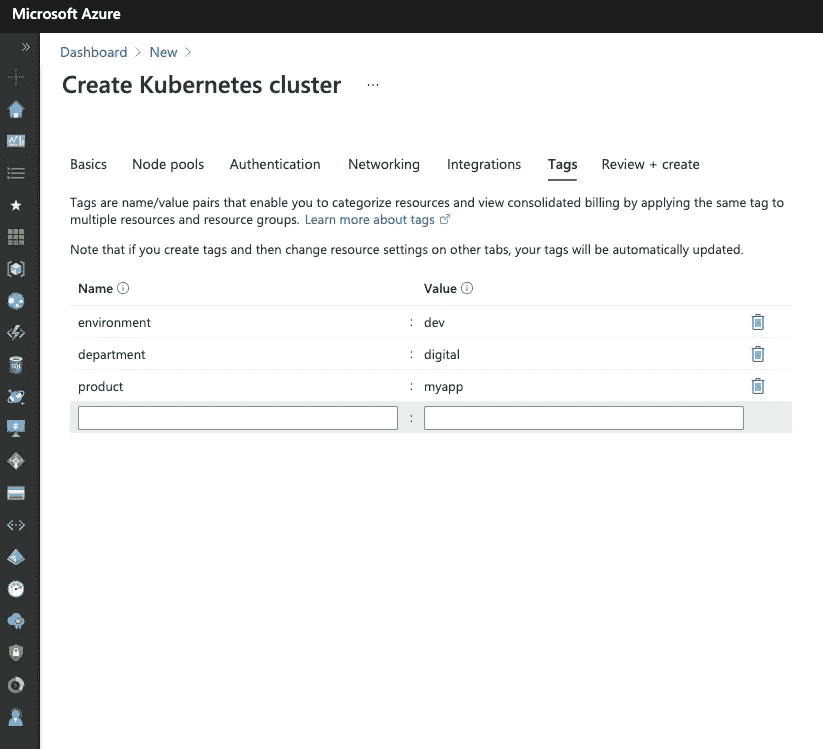 Microsoft Azure
Dashboard > New >
Create Kubernetes cluster ...
Basics Node pools Authentication Networking Integrations Tags Review + create
Tags are name/value pairs that enable you to categorize resources and view consolidated billing by applying the same tag to
multiple resources and resource groups. Learn more about tags
Note that if you create tags and then change resource settings on other tabs, your tags will be automatically updated.
Name Value
environment : dev
department : digital
product : myapp
: